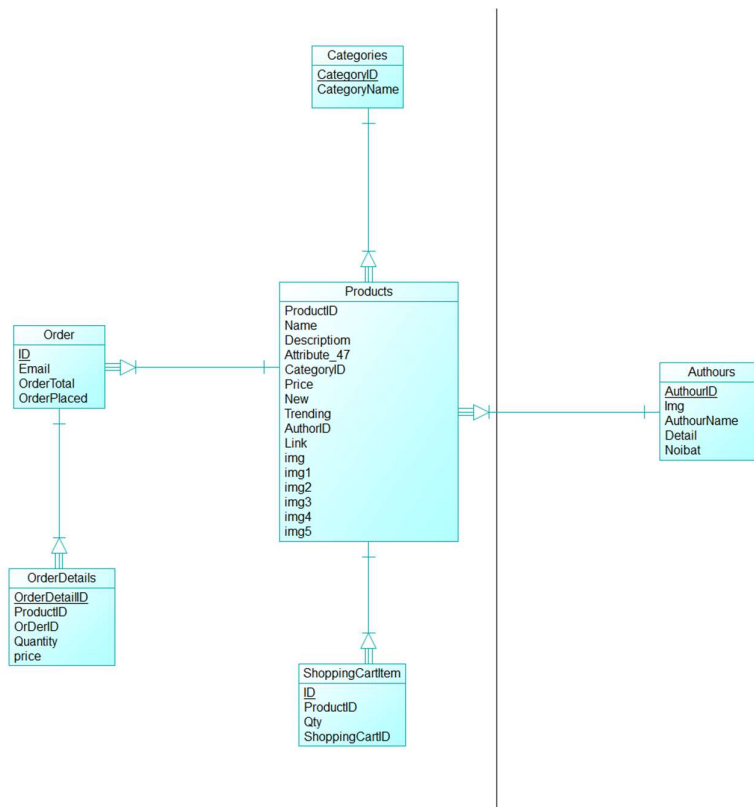 Categories
CategoryID
CategoryName
Products
ProductID
Name
Descriptiom
Attribute_47
CategoryID
Price
New
Trending
AuthorID
Link
img
img1
img2
img3
img4
img5
Order
ID
Email
OrderTotal
OrderPlaced
Authours
AuthourID
Img
AuthourName
Detail
Noibat
OrderDetails
OrderDetailID
ProductID
OrDerID
Quantity
price
ShoppingCartItem
ID
ProductID
Qty
ShoppingCartID